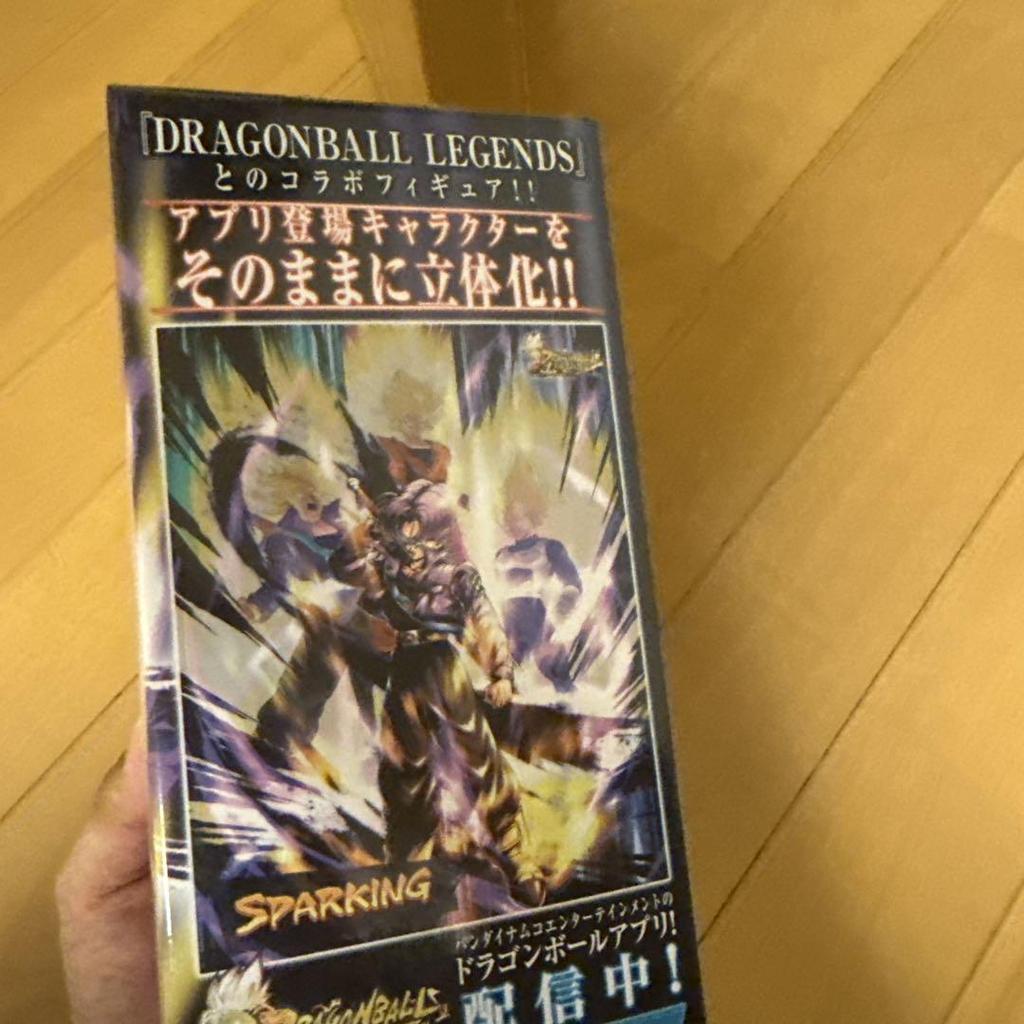 『DRAGONBALL LEGENDS』
とのコラボフィギュア!!
アプリ登場キャラクターを
そのままに立体化!!
SPARKING
バンダイナムコエンターテインメントの
ドラゴンボールアプリ!
配信中!
DRAGONBALL